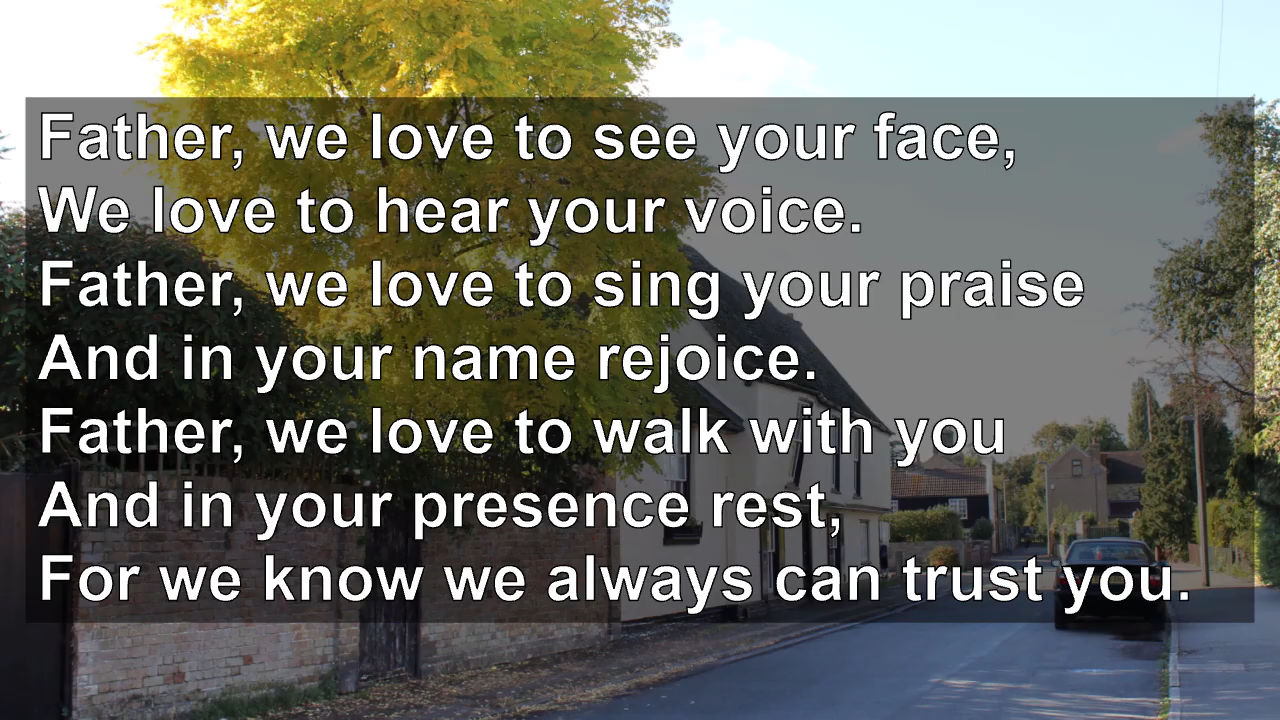 Father, we love to see your face,
We love to hear your voice.
Father, we love to sing your praise
And in your name rejoice.
Father, we love to walk with you
And in your presence rest,
For we know we always can trust you.